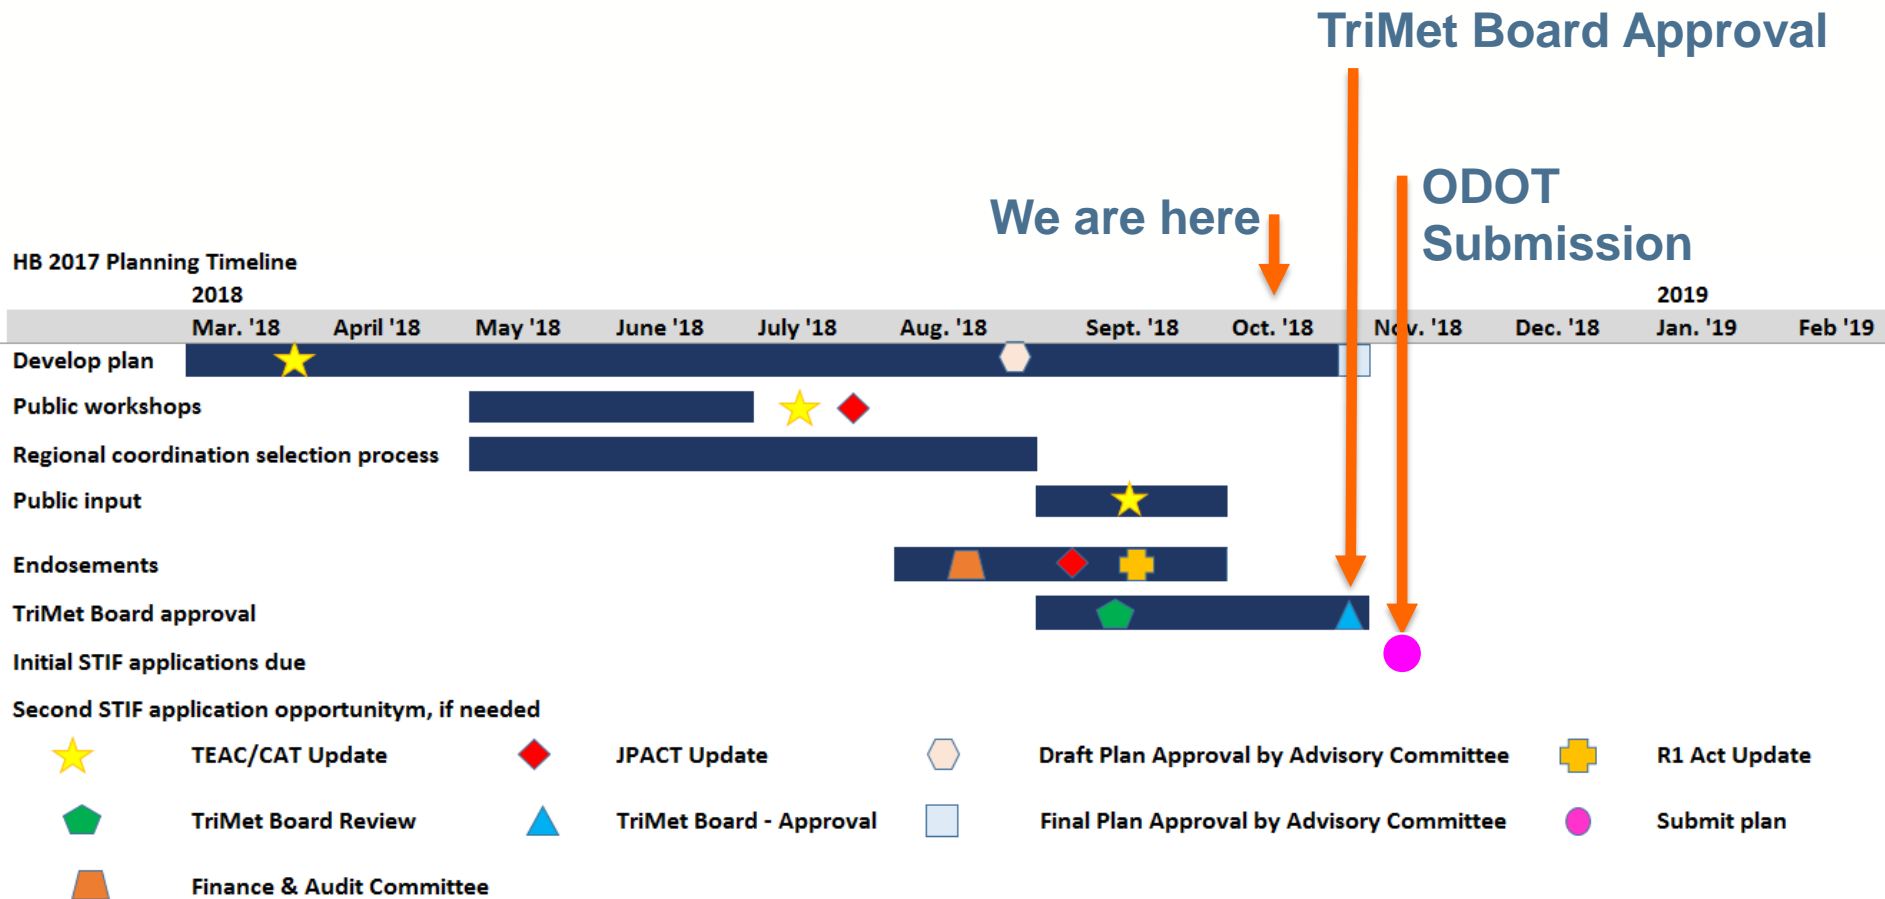 TriMet Board Approval
We are here
ODOT
Submission
HB 2017 Planning Timeline
2018
2019
Mar. '18
April '18
May '18
June '18
July '18
Aug. '18
Sept. '18
Oct. '18
Nov. '18
Dec. '18
Jan. '19
Feb '19
Develop plan
Public workshops
Regional coordination selection process
Public input
Endosements
TriMet Board approval
Initial STIF applications due
Second STIF application opportunitym, if needed
TEAC/CAT Update
JPACT Update
Draft Plan Approval by Advisory Committee
R1 Act Update
TriMet Board Review
TriMet Board - Approval
Final Plan Approval by Advisory Committee
Submit plan
Finance & Audit Committee